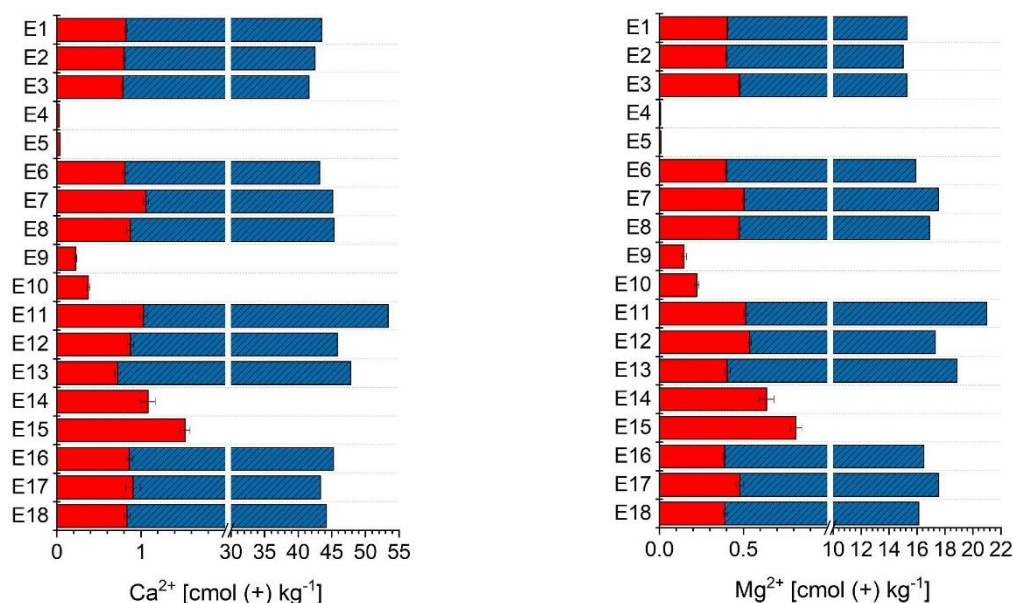 E1
E2
E3
E4
E5
E6
E7
E8
E9
E10
E11
E12
E13
E14
E15
E16
E17
E18
0 1 30 35 40 45 50 55
Ca²⁺ [cmol (+) kg⁻¹]
E1
E2
E3
E4
E5
E6
E7
E8
E9
E10
E11
E12
E13
E14
E15
E16
E17
E18
0.0 0.5 10 12 14 16 18 20 22
Mg²⁺ [cmol (+) kg⁻¹]